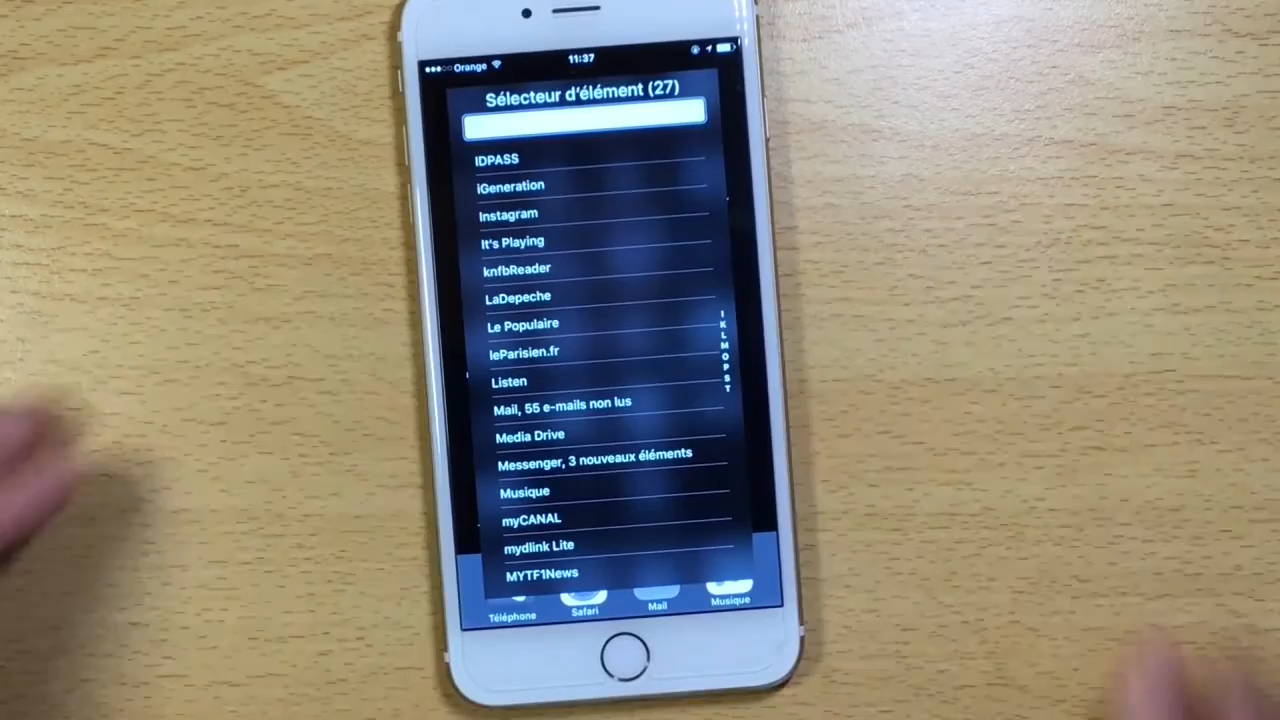 Orange
11:37
Sélecteur d'élément (27)
IDPASS
iGeneration
Instagram
It's Playing
knfbReader
LaDepeche
Le Populaire
leParisien.fr
Listen
Mail, 55 e-mails non lus
Media Drive
Messenger, 3 nouveaux éléments
Musique
myCANAL
mydlink Lite
MYTF1News
I
K
L
M
O
P
S
T
Téléphone
Safari
Mail
Musique